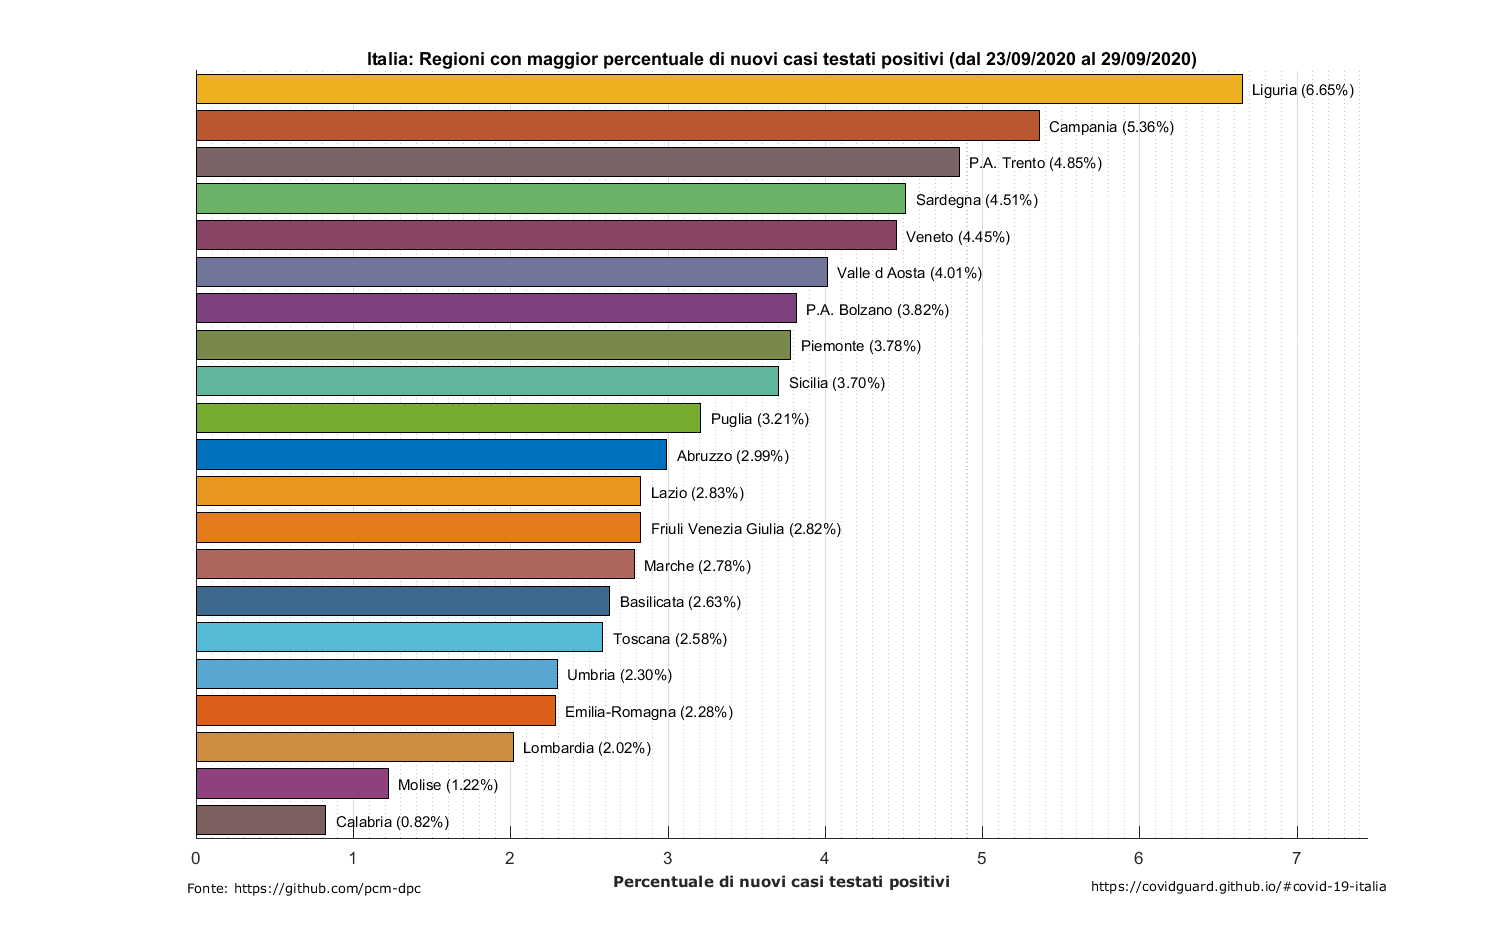 Italia: Regioni con maggior percentuale di nuovi casi testati positivi (dal 23/09/2020 al 29/09/2020)
Liguria (6.65%)
Campania (5.36%)
P.A. Trento (4.85%)
Sardegna (4.51%)
Veneto (4.45%)
Valle d Aosta (4.01%)
P.A. Bolzano (3.82%)
Piemonte (3.78%)
Sicilia (3.70%)
Puglia (3.21%)
Abruzzo (2.99%)
Lazio (2.83%)
Friuli Venezia Giulia (2.82%)
Marche (2.78%)
Basilicata (2.63%)
Toscana (2.58%)
Umbria (2.30%)
Emilia-Romagna (2.28%)
Lombardia (2.02%)
Molise (1.22%)
Calabria (0.82%)
0 1 2 3 4 5 6 7
Percentuale di nuovi casi testati positivi
Fonte: https://github.com/pcm-dpc
https://covidguard.github.io/#covid-19-italia